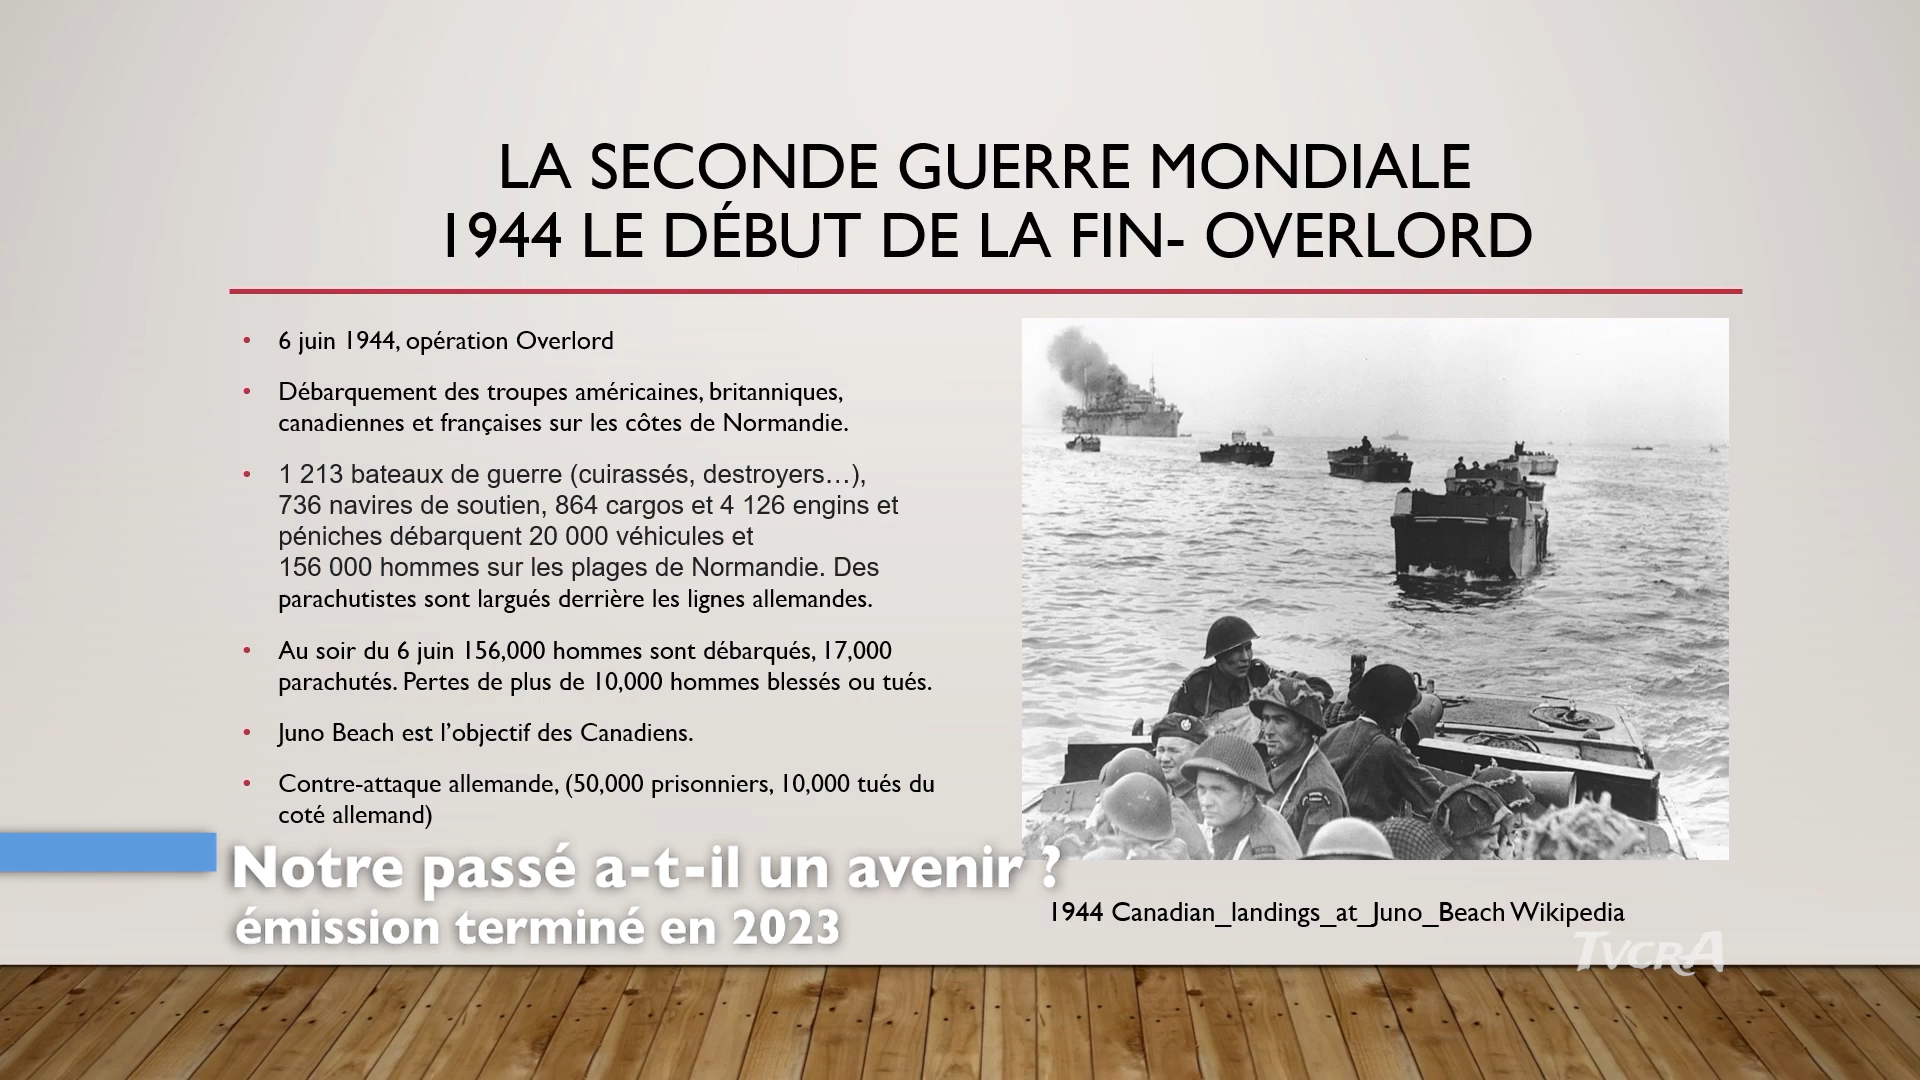 LA SECONDE GUERRE MONDIALE
1944 LE DÉBUT DE LA FIN- OVERLORD
• 6 juin 1944, opération Overlord
• Débarquement des troupes américaines, britanniques,
canadiennes et françaises sur les côtes de Normandie.
• 1 213 bateaux de guerre (cuirassés, destroyers…),
736 navires de soutien, 864 cargos et 4 126 engins et
péniches débarquent 20 000 véhicules et
156 000 hommes sur les plages de Normandie. Des
parachutistes sont largués derrière les lignes allemandes.
• Au soir du 6 juin 156,000 hommes sont débarqués, 17,000
parachutés. Pertes de plus de 10,000 hommes blessés ou tués.
• Juno Beach est l’objectif des Canadiens.
• Contre-attaque allemande, (50,000 prisonniers, 10,000 tués du
coté allemand)
Notre passé a-t-il un avenir ?
émission terminé en 2023
1944 Canadian_landings_at_Juno_Beach Wikipedia
TVCRA